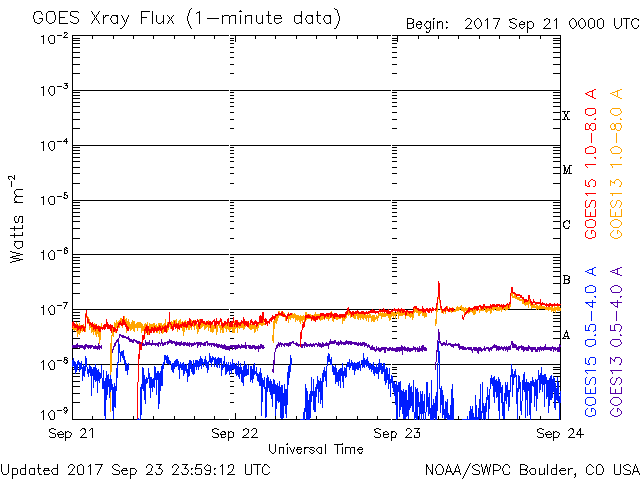 GOES Xray Flux (1-minute data)
Begin: 2017 Sep 21 0000 UTC
10⁻²
10⁻³
10⁻⁴
10⁻⁵
10⁻⁶
10⁻⁷
10⁻⁸
10⁻⁹
Watts m⁻²
X
M
C
B
A
GOES15 1.0-8.0 A
GOES13 1.0-8.0 A
GOES15 0.5-4.0 A
GOES13 0.5-4.0 A
Sep 21 Sep 22 Sep 23 Sep 24
Universal Time
Updated 2017 Sep 23 23:59:12 UTC
NOAA/SWPC Boulder, CO USA